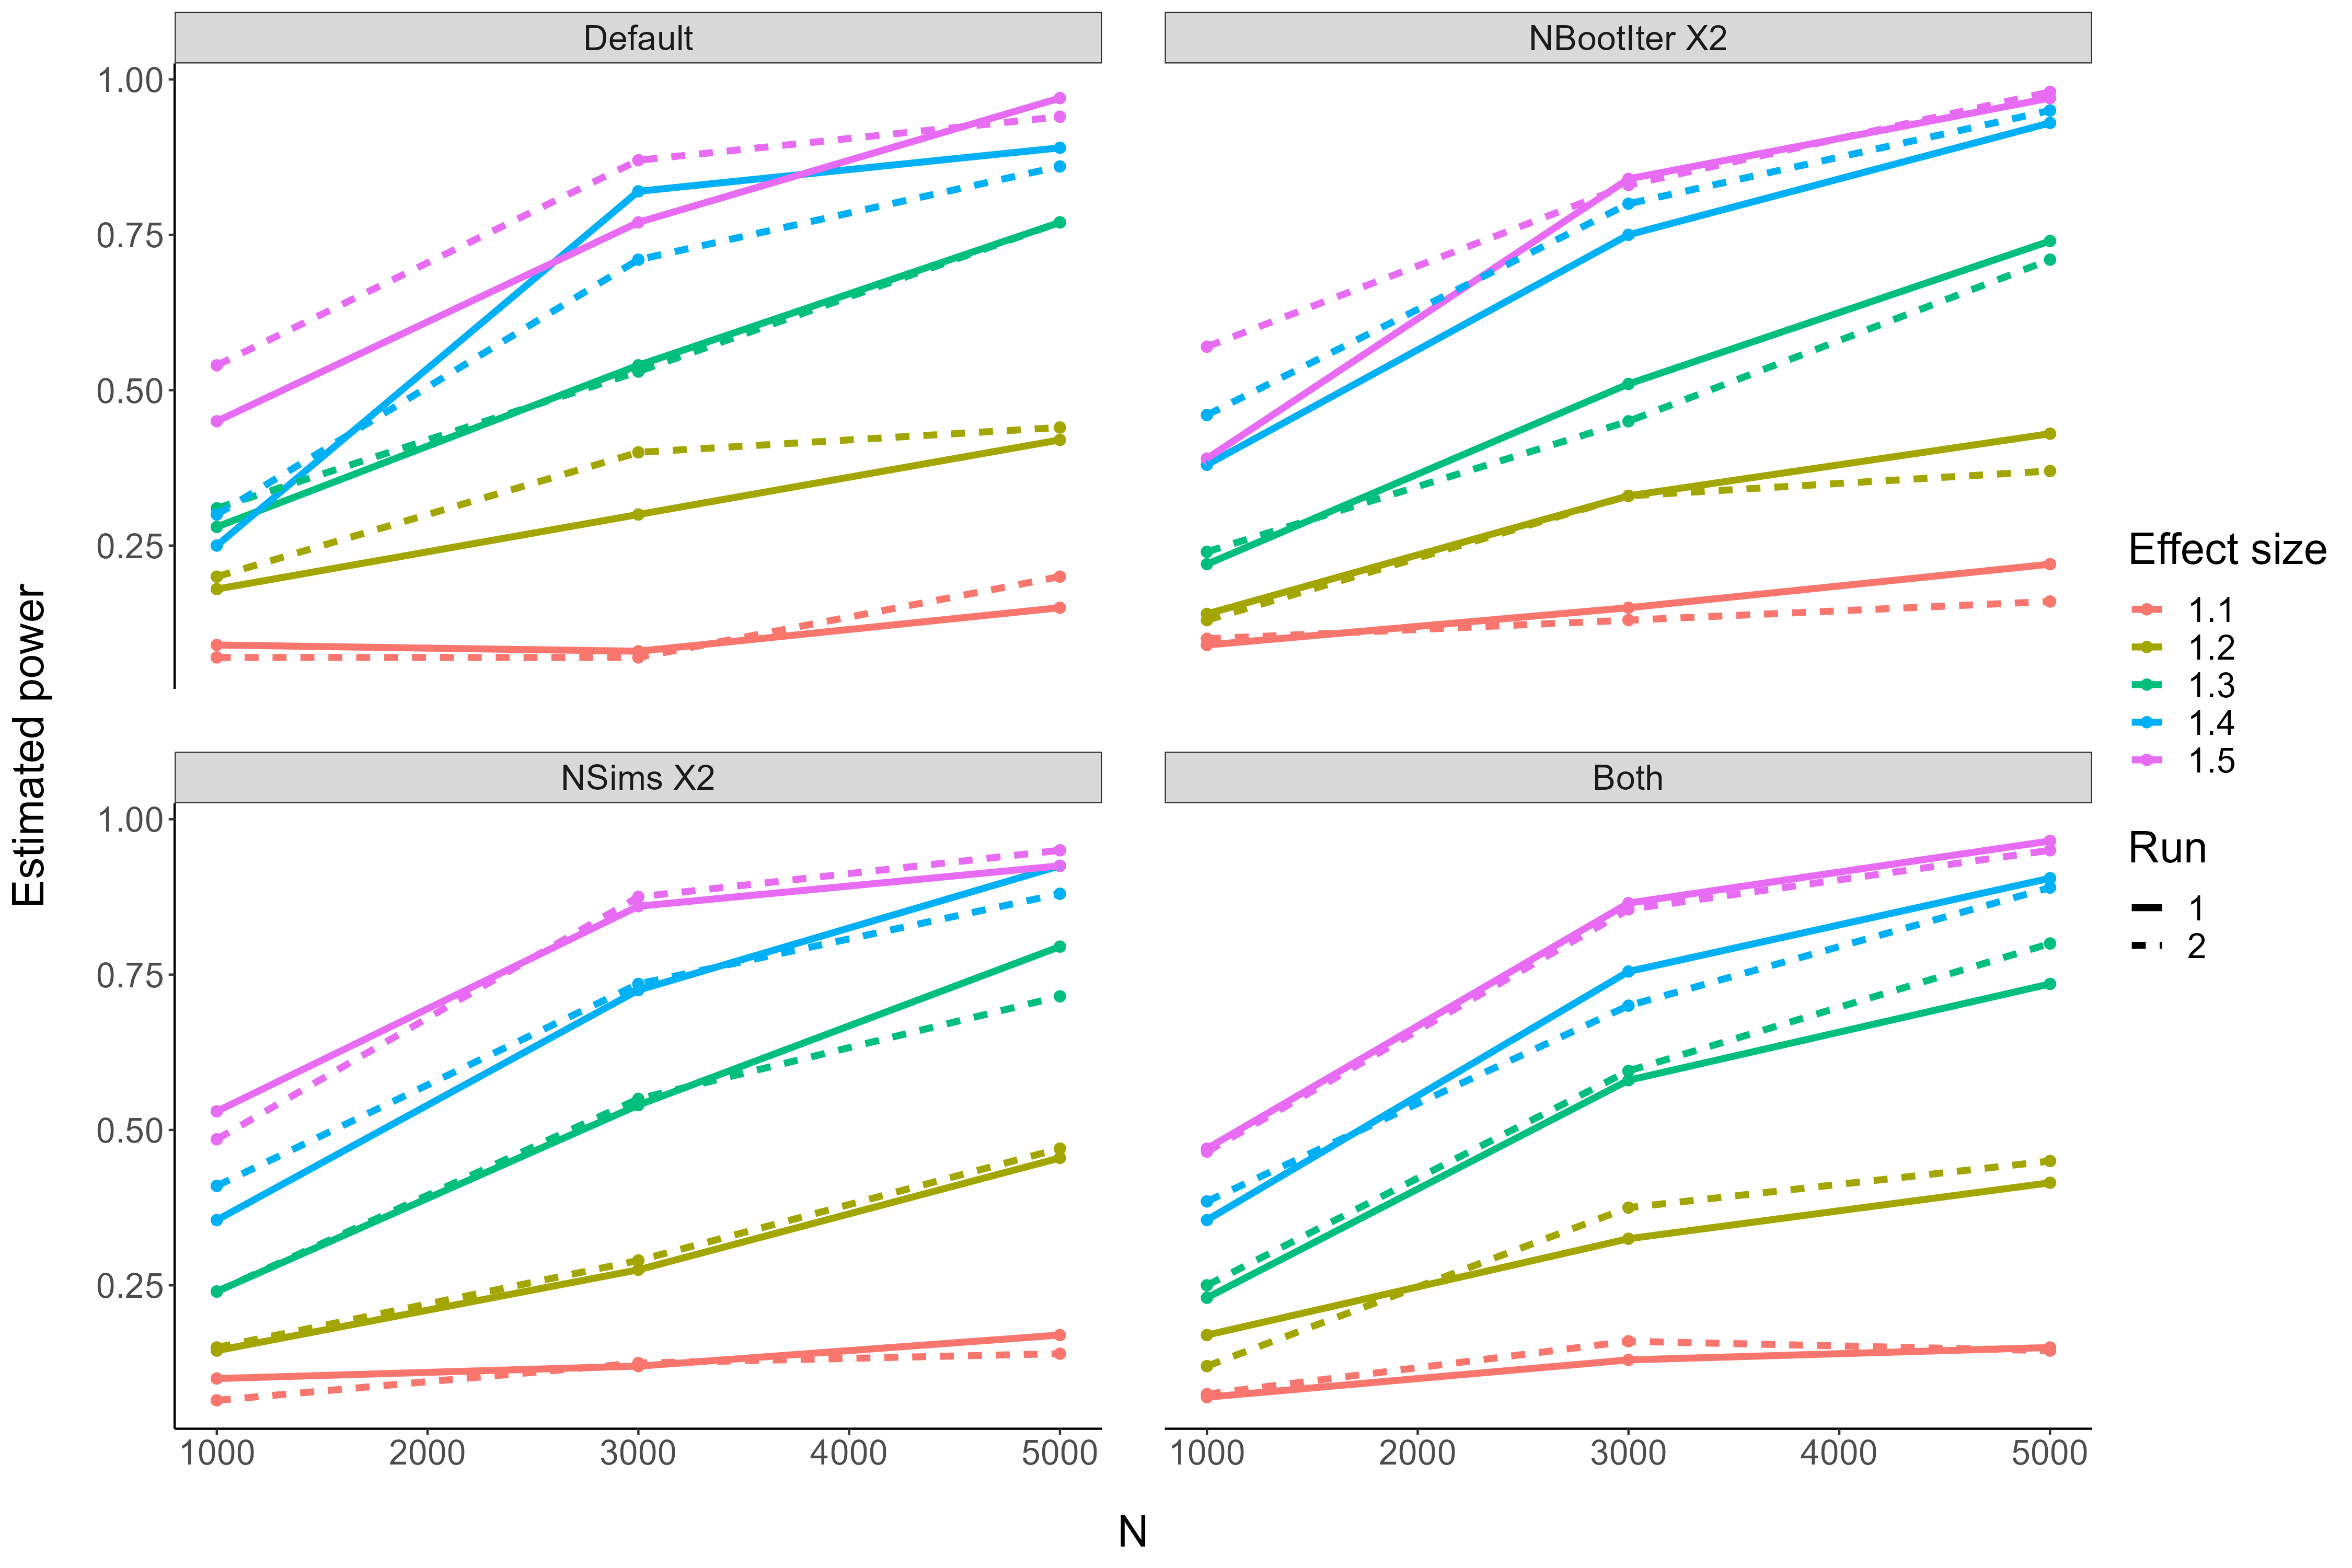 Default
NBootIter X2
1.00
0.75
0.50
0.25
NSims X2
Both
1.00
0.75
0.50
0.25
1000 2000 3000 4000 5000
1000 2000 3000 4000 5000
N
Estimated power
Effect size
1.1
1.2
1.3
1.4
1.5
Run
1
2